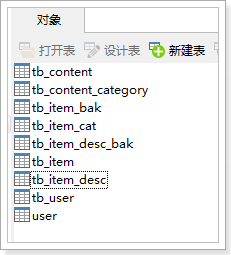 对象
打开表 设计表 新建表
tb_content
tb_content_category
tb_item_bak
tb_item_cat
tb_item_desc_bak
tb_item
tb_item_desc
tb_user
user